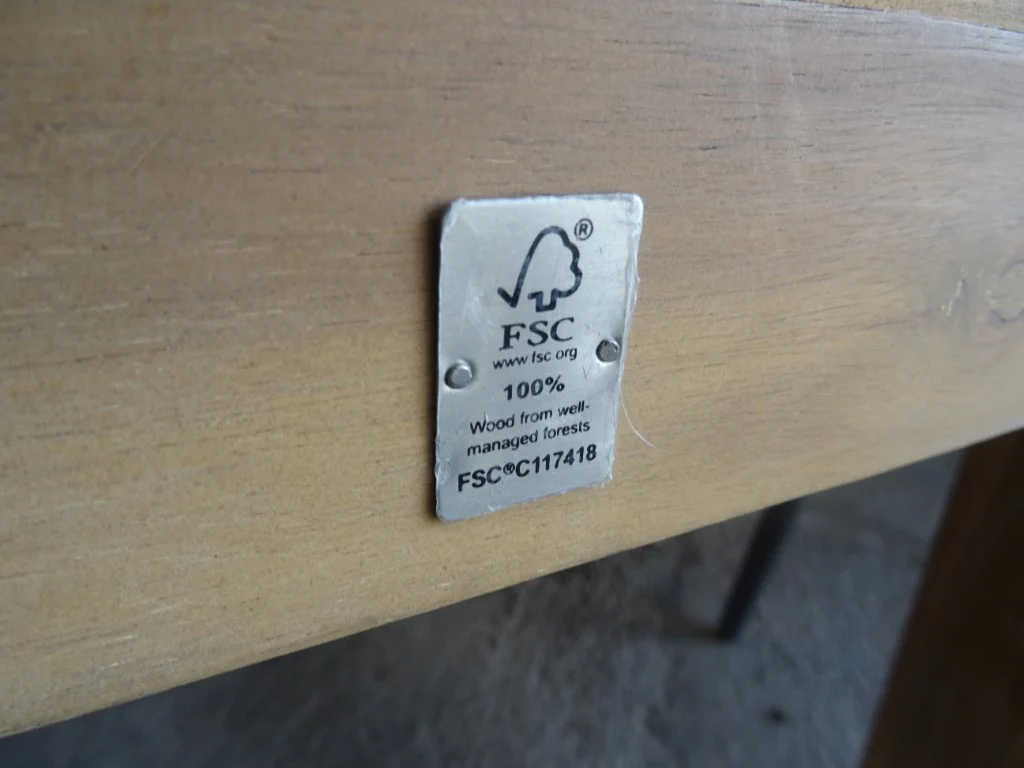 ®
FSC
www.fsc.org
100%
Wood from well-
managed forests
FSC®C117418